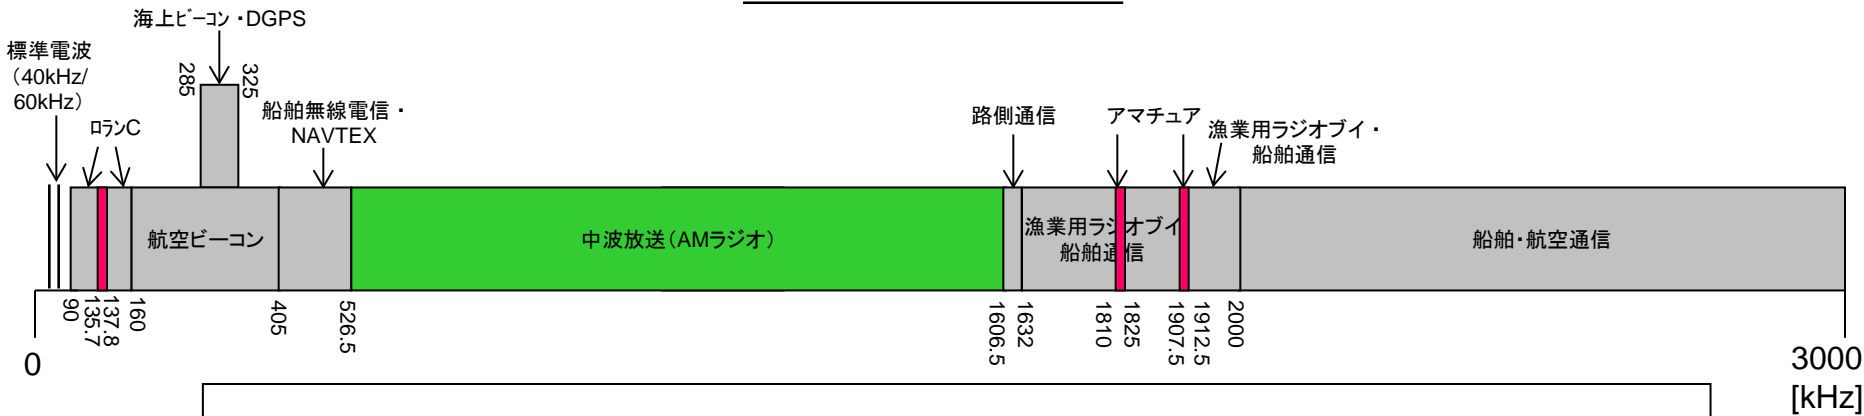 海上ﾋﾞｰｺﾝ・DGPS
標準電波
(40kHz/
60kHz)
285
325
ロランC
船舶無線電信・
NAVTEX
路側通信
アマチュア
漁業用ラジオブイ・
船舶通信
航空ビーコン
中波放送(AMラジオ)
漁業用ラジオブイ
船舶通信
船舶・航空通信
90
135.7
137.8
160
405
526.5
1606.5
1632
1810
1825
1907.5
1912.5
2000
0
3000
[kHz]